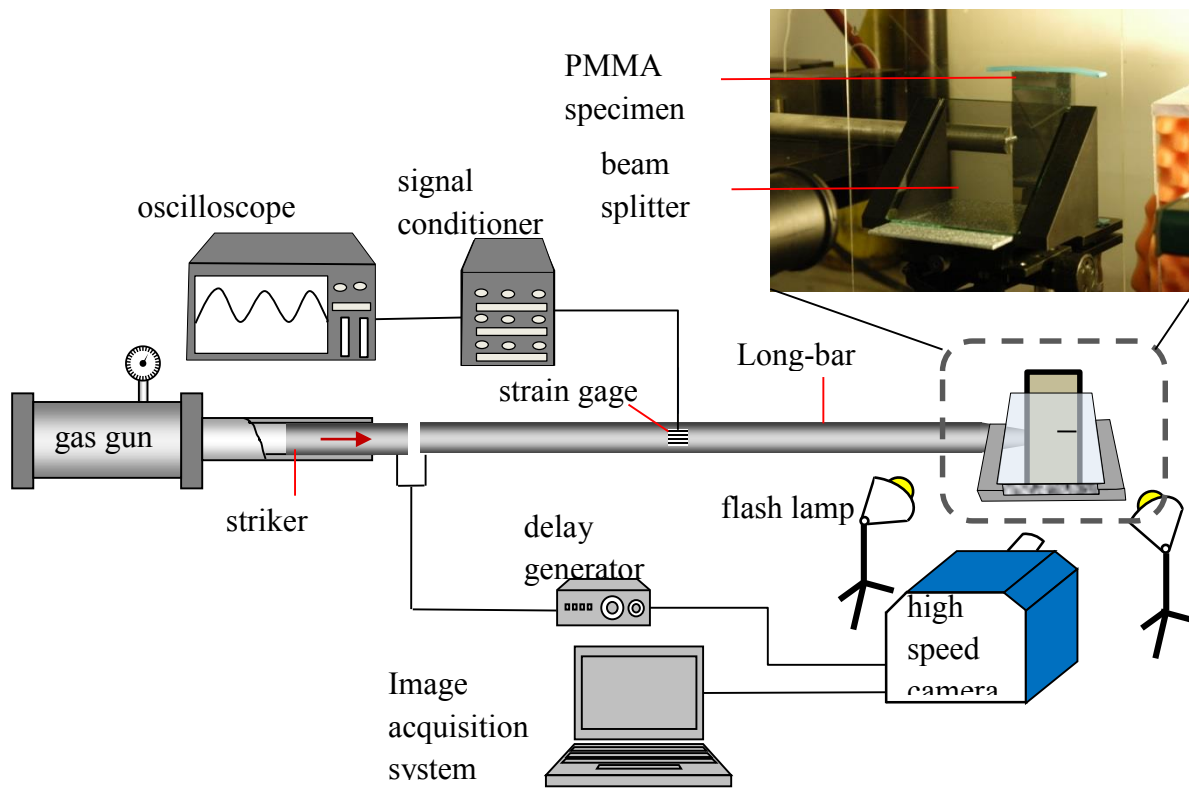 PMMA
specimen
beam
splitter
signal
conditioner
oscilloscope
Long-bar
strain gage
gas gun
striker
flash lamp
delay
generator
high
speed
camera
Image
acquisition
system